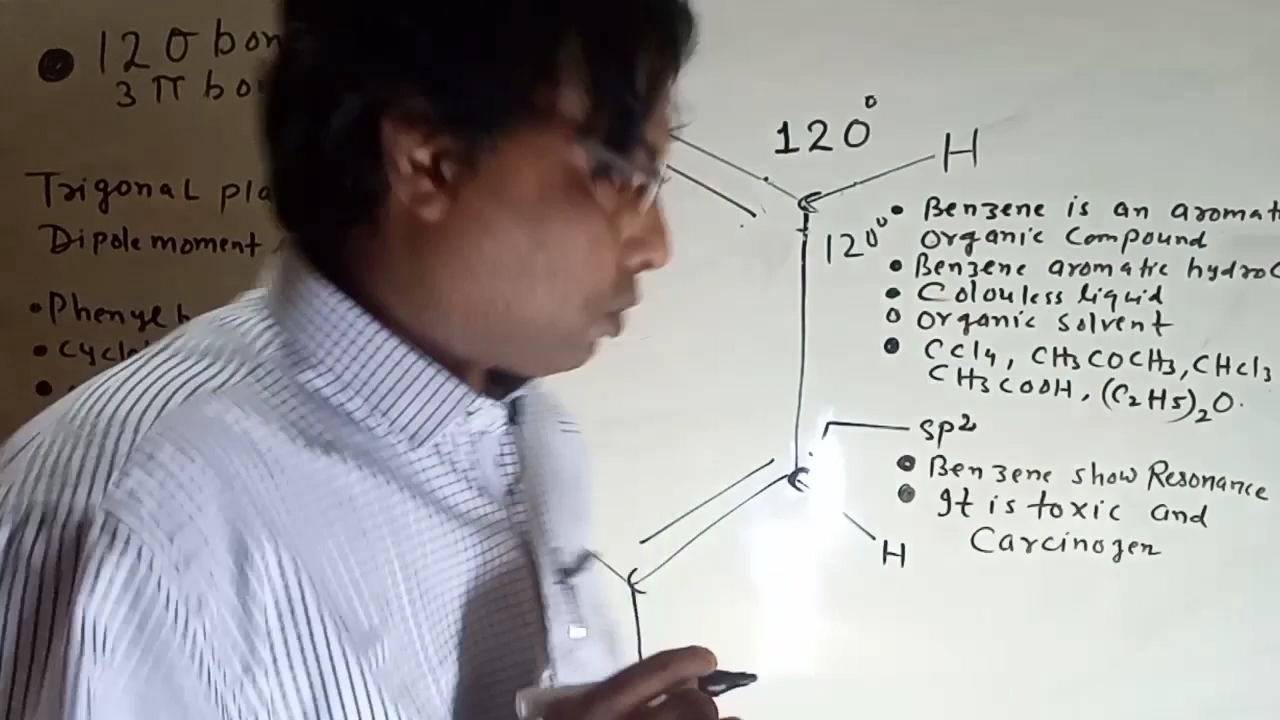 ● 12 σ bon
3 π bo
Trigonal pla
Dipole moment
• Phenyl h
• Cyclo
120°
H
C
120°
• Benzene is an aromat
organic compound
• Benzene aromatic hydroc
• Colouless liquid
o organic solvent
● CCl4, CH3COCH3, CHCl3
CH3COOH, (C2H5)2O.
sp²
C
● Benzene show Resonance
● It is toxic and
Carcinogen
H
C